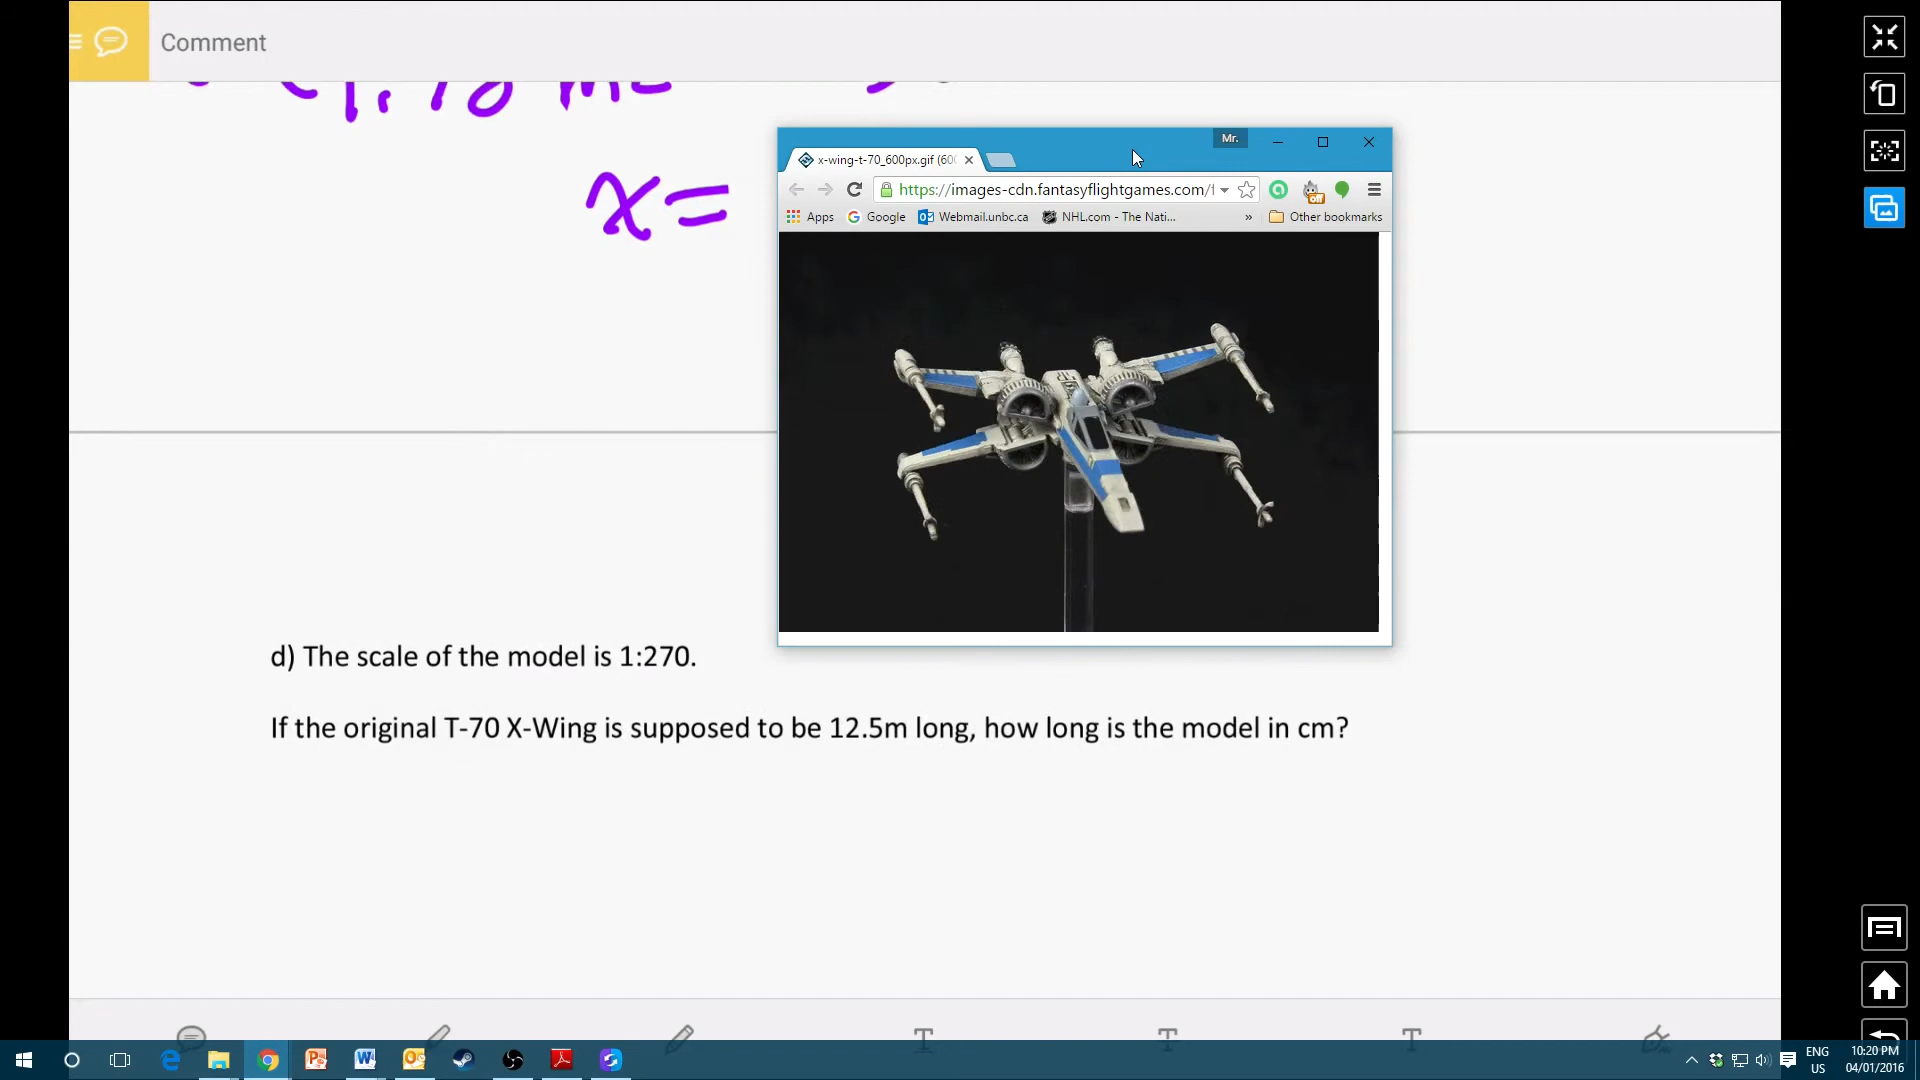 Comment
x=
Mr.
x-wing-t-70_600px.gif (600
https://images-cdn.fantasyflightgames.com/f
Apps
Google
Webmail.unbc.ca
NHL.com - The Nati...
»
Other bookmarks
off
d) The scale of the model is 1:270.
If the original T-70 X-Wing is supposed to be 12.5m long, how long is the model in cm?
T
T
T
ENG
US
10:20 PM
04/01/2016